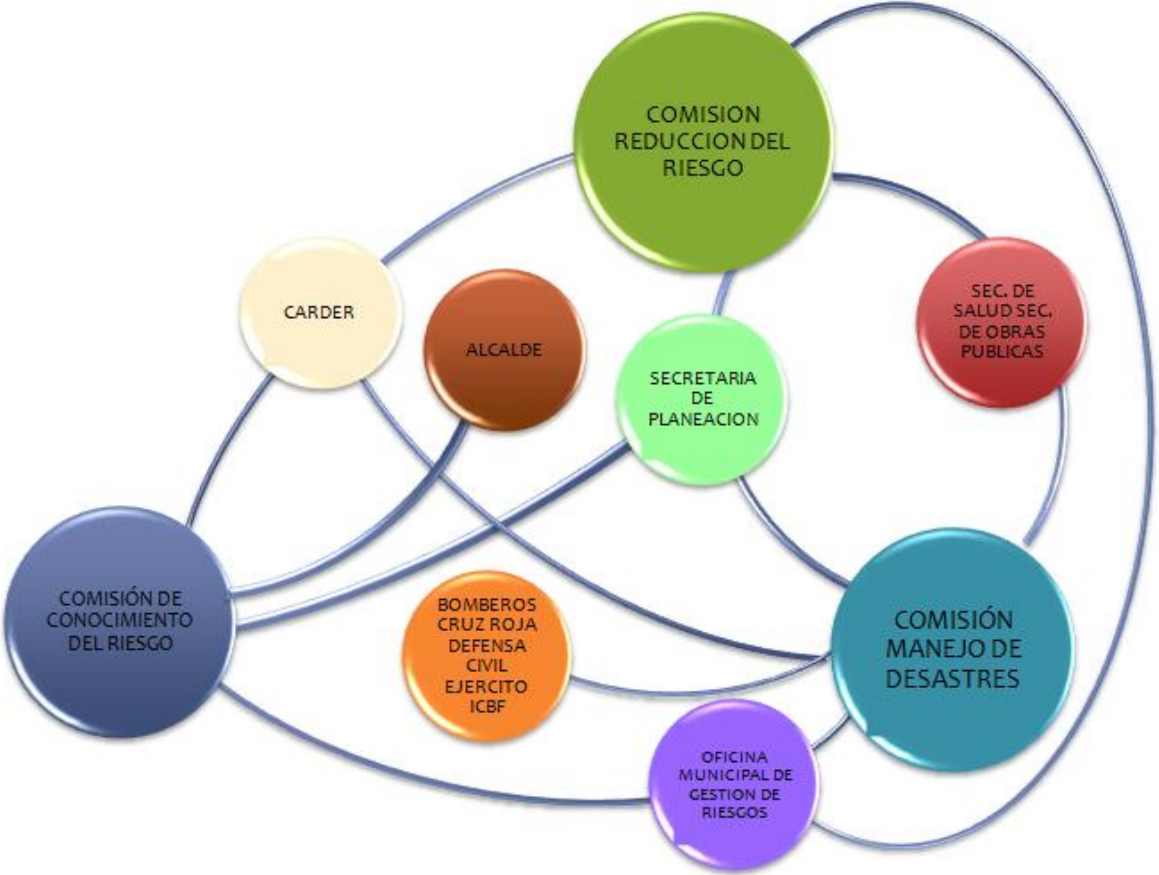 COMISION
REDUCCION DEL
RIESGO
CARDER
ALCALDE
SECRETARIA
DE
PLANEACION
SEC. DE
SALUD SEC.
DE OBRAS
PUBLICAS
COMISIÓN DE
CONOCIMIENTO
DEL RIESGO
BOMBEROS
CRUZ ROJA
DEFENSA
CIVIL
EJERCITO
ICBF
COMISIÓN
MANEJO DE
DESASTRES
OFICINA
MUNICIPAL DE
GESTION DE
RIESGOS